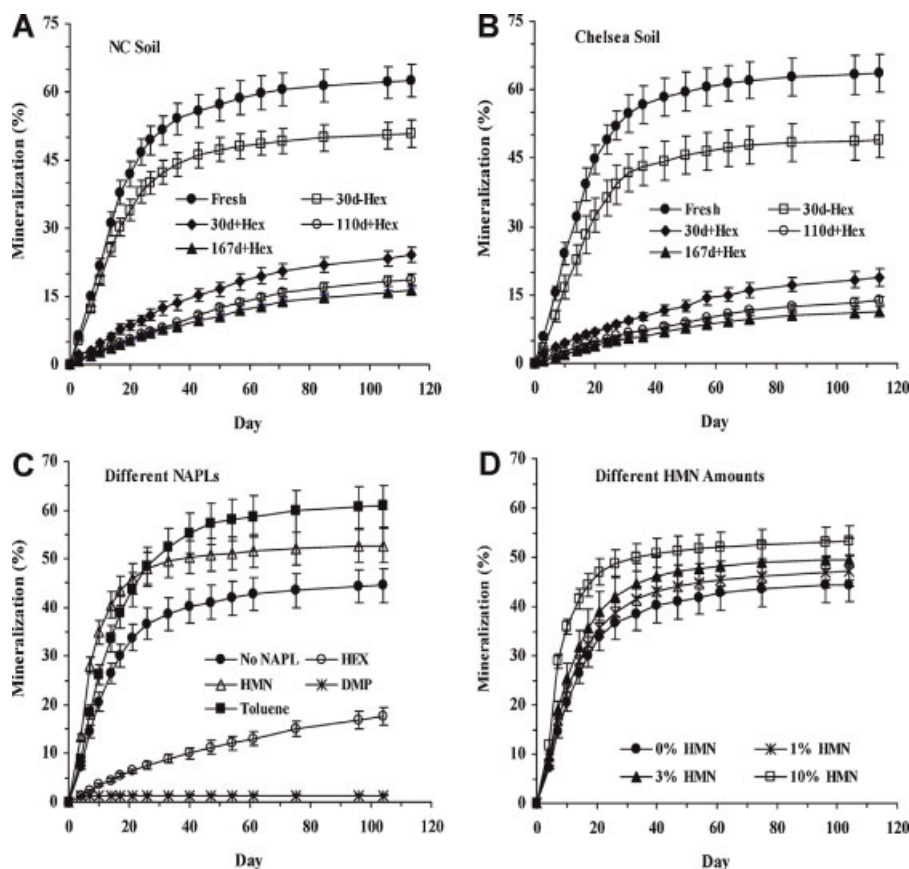 A
NC Soil
Mineralization (%)
75
60
45
30
15
0
Fresh
30d-Hex
30d+Hex
110d+Hex
167d+Hex
0 20 40 60 80 100 120
Day
B
Chelsea Soil
Mineralization (%)
75
60
45
30
15
0
Fresh
30d-Hex
30d+Hex
110d+Hex
167d+Hex
0 20 40 60 80 100 120
Day
C
Different NAPLs
Mineralization (%)
70
60
50
40
30
20
10
0
No NAPL
HEX
HMN
DMP
Toluene
0 20 40 60 80 100 120
Day
D
Different HMN Amounts
Mineralization (%)
70
60
50
40
30
20
10
0
0% HMN
1% HMN
3% HMN
10% HMN
0 20 40 60 80 100 120
Day